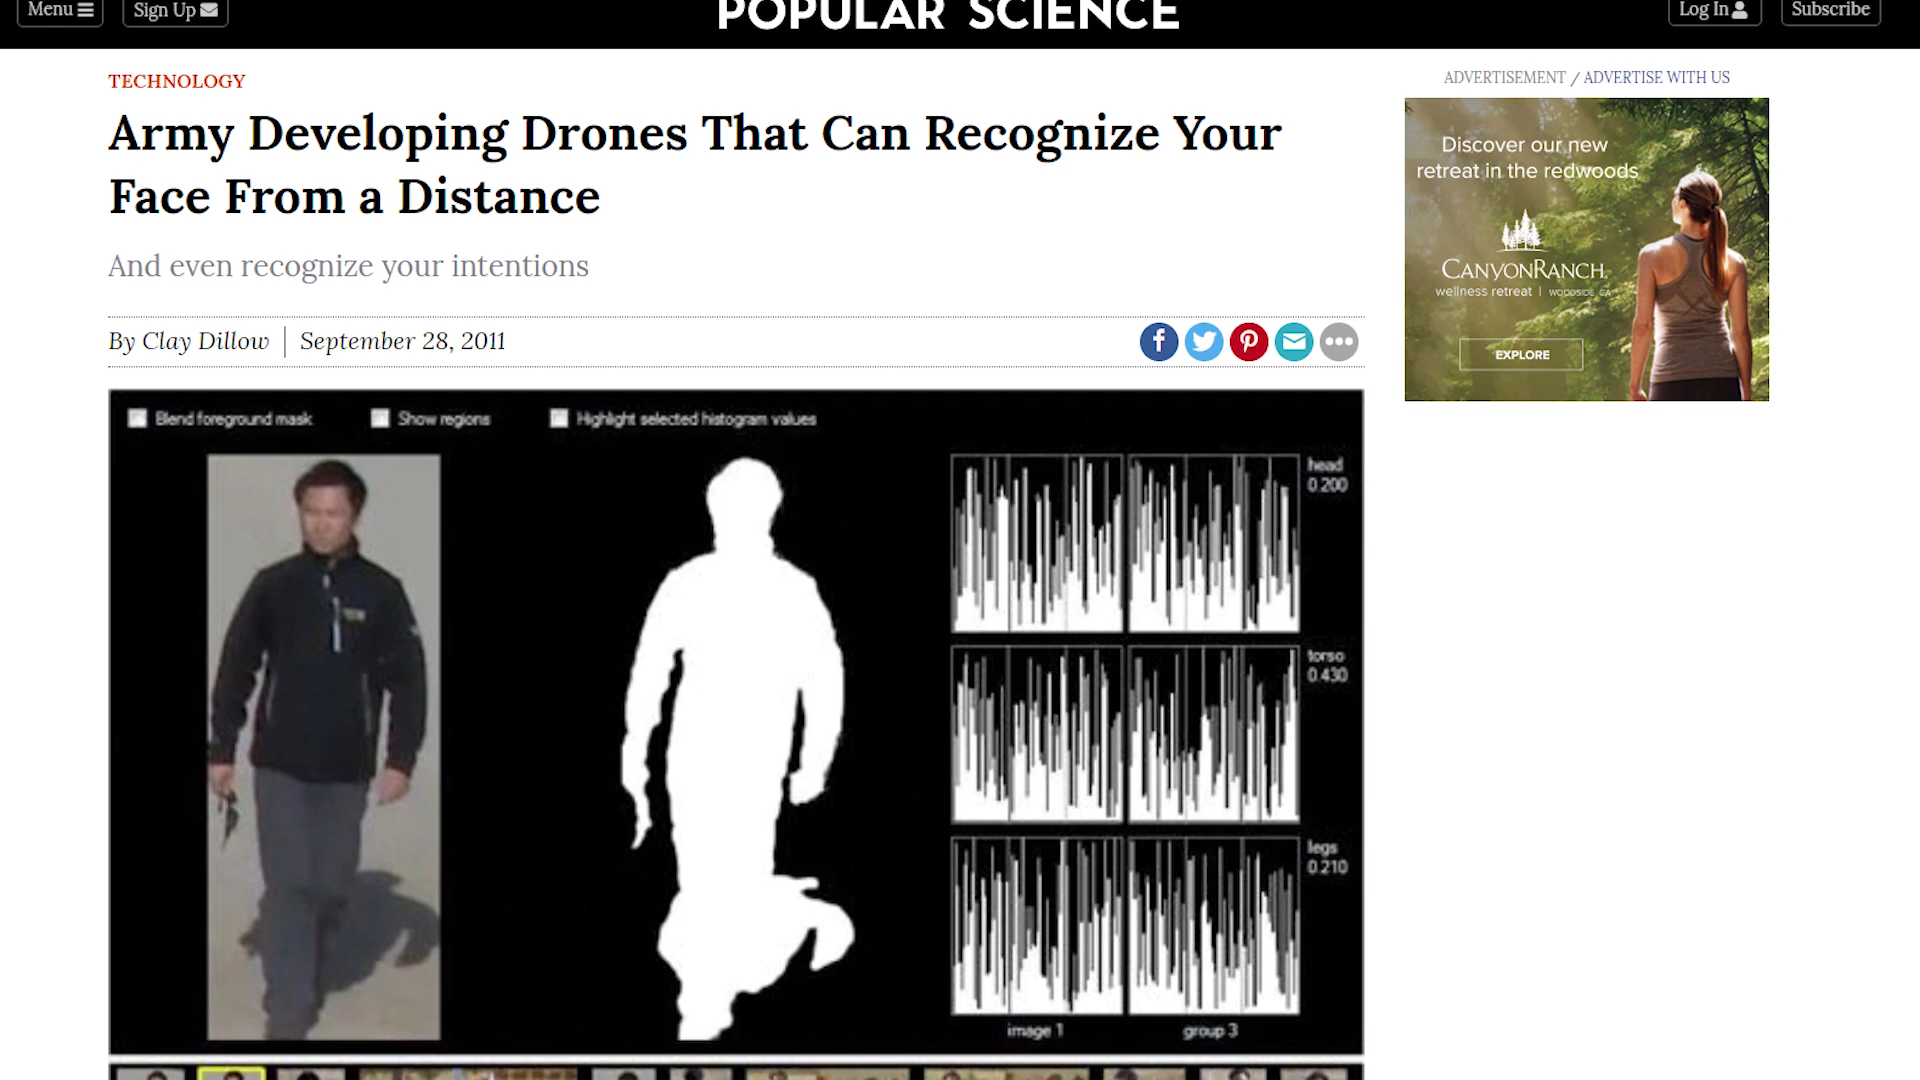 Menu
Sign Up
POPULAR SCIENCE
Log In
Subscribe
TECHNOLOGY
Army Developing Drones That Can Recognize Your
Face From a Distance
And even recognize your intentions
By Clay Dillow | September 28, 2011
ADVERTISEMENT / ADVERTISE WITH US
Discover our new
retreat in the redwoods
CANYONRANCH
wellness retreat | WOODSIDE, CA
EXPLORE
Blend foreground mask
Show regions
Highlight selected histogram values
head
0.200
torso
0.430
legs
0.210
image 1
group 3